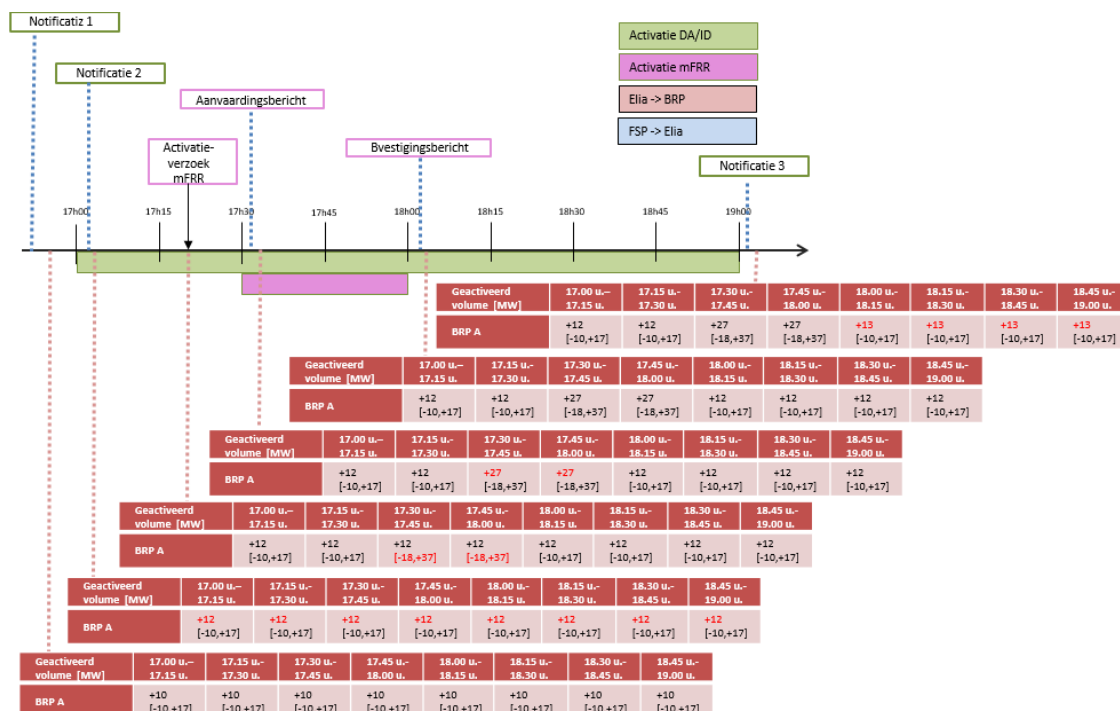 Notificatiz 1
Notificatie 2
Aanvaardingsbericht
Activatie-
verzoek
mFRR
Bvestigingsbericht
Notificatie 3
Activatie DA/ID
Activatie mFRR
Elia -> BRP
FSP -> Elia
17h00 17h15 17h30 17h45 18h00 18h15 18h30 18h45 19h00
Geactiveerd 17.00 u.– 17.15 u.- 17.30 u.- 17.45 u.- 18.00 u.- 18.15 u.- 18.30 u.- 18.45 u.-
volume [MW] 17.15 u. 17.30 u. 17.45 u. 18.00 u. 18.15 u. 18.30 u. 18.45 u. 19.00 u.
BRP A +12 +12 +27 +27 +13 +13 +13 +13
[-10,+17] [-10,+17] [-18,+37] [-18,+37] [-10,+17] [-10,+17] [-10,+17] [-10,+17]
Geactiveerd 17.00 u.– 17.15 u.- 17.30 u.- 17.45 u.- 18.00 u.- 18.15 u.- 18.30 u.- 18.45 u.-
volume [MW] 17.15 u. 17.30 u. 17.45 u. 18.00 u. 18.15 u. 18.30 u. 18.45 u. 19.00 u.
BRP A +12 +12 +27 +27 +12 +12 +12 +12
[-10,+17] [-10,+17] [-18,+37] [-18,+37] [-10,+17] [-10,+17] [-10,+17] [-10,+17]
Geactiveerd 17.00 u.– 17.15 u.- 17.30 u.- 17.45 u.- 18.00 u.- 18.15 u.- 18.30 u.- 18.45 u.-
volume [MW] 17.15 u. 17.30 u. 17.45 u. 18.00 u. 18.15 u. 18.30 u. 18.45 u. 19.00 u.
BRP A +12 +12 +27 +27 +12 +12 +12 +12
[-10,+17] [-10,+17] [-18,+37] [-18,+37] [-10,+17] [-10,+17] [-10,+17] [-10,+17]
Geactiveerd 17.00 u.– 17.15 u.- 17.30 u.- 17.45 u.- 18.00 u.- 18.15 u.- 18.30 u.- 18.45 u.-
volume [MW] 17.15 u. 17.30 u. 17.45 u. 18.00 u. 18.15 u. 18.30 u. 18.45 u. 19.00 u.
BRP A +12 +12 +12 +12 +12 +12 +12 +12
[-10,+17] [-10,+17] [-18,+37] [-18,+37] [-10,+17] [-10,+17] [-10,+17] [-10,+17]
Geactiveerd 17.00 u.– 17.15 u.- 17.30 u.- 17.45 u.- 18.00 u.- 18.15 u.- 18.30 u.- 18.45 u.-
volume [MW] 17.15 u. 17.30 u. 17.45 u. 18.00 u. 18.15 u. 18.30 u. 18.45 u. 19.00 u.
BRP A +12 +12 +12 +12 +12 +12 +12 +12
[-10,+17] [-10,+17] [-10,+17] [-10,+17] [-10,+17] [-10,+17] [-10,+17] [-10,+17]
Geactiveerd 17.00 u.– 17.15 u.- 17.30 u.- 17.45 u.- 18.00 u.- 18.15 u.- 18.30 u.- 18.45 u.-
volume [MW] 17.15 u. 17.30 u. 17.45 u. 18.00 u. 18.15 u. 18.30 u. 18.45 u. 19.00 u.
BRP A +10 +10 +10 +10 +10 +10 +10 +10
[-10,+17] [-10,+17] [-10,+17] [-10,+17] [-10,+17] [-10,+17] [-10,+17] [-10,+17]